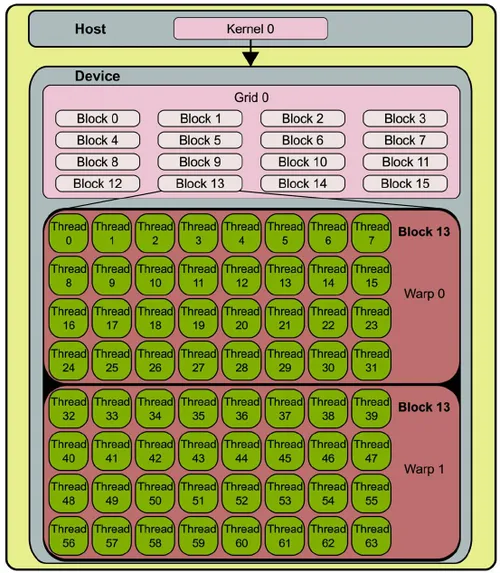 Host
Kernel 0
Device
Grid 0
Block 0 Block 1 Block 2 Block 3
Block 4 Block 5 Block 6 Block 7
Block 8 Block 9 Block 10 Block 11
Block 12 Block 13 Block 14 Block 15
Block 13
Thread Thread Thread Thread Thread Thread Thread Thread
0 1 2 3 4 5 6 7
Thread Thread Thread Thread Thread Thread Thread Thread
8 9 10 11 12 13 14 15
Warp 0
Thread Thread Thread Thread Thread Thread Thread Thread
16 17 18 19 20 21 22 23
Thread Thread Thread Thread Thread Thread Thread Thread
24 25 26 27 28 29 30 31
Block 13
Thread Thread Thread Thread Thread Thread Thread Thread
32 33 34 35 36 37 38 39
Thread Thread Thread Thread Thread Thread Thread Thread
40 41 42 43 44 45 46 47
Warp 1
Thread Thread Thread Thread Thread Thread Thread Thread
48 49 50 51 52 53 54 55
Thread Thread Thread Thread Thread Thread Thread Thread
56 57 58 59 60 61 62 63